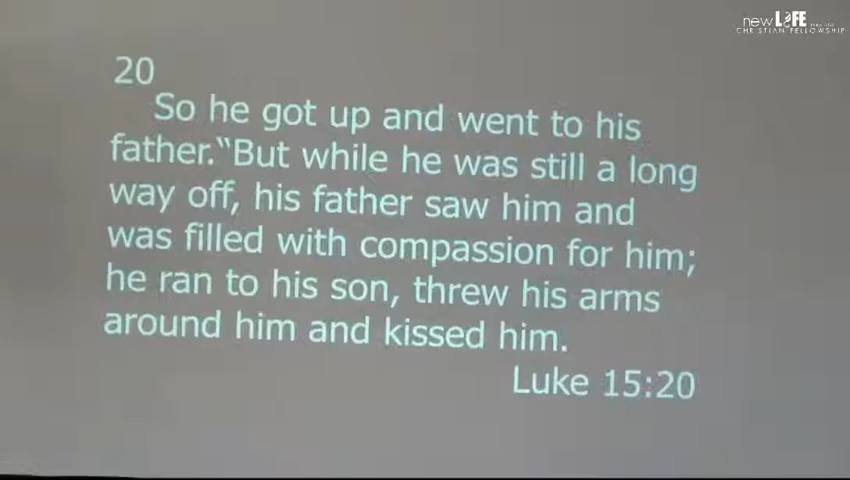 new LIFE
CHRISTIAN FELLOWSHIP
20
So he got up and went to his
father."But while he was still a long
way off, his father saw him and
was filled with compassion for him;
he ran to his son, threw his arms
around him and kissed him.
Luke 15:20